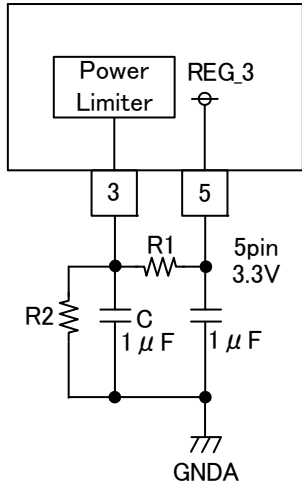 Power
Limiter
REG_3
3
5
R1
5pin
3.3V
R2
C
1μF
1μF
GNDA